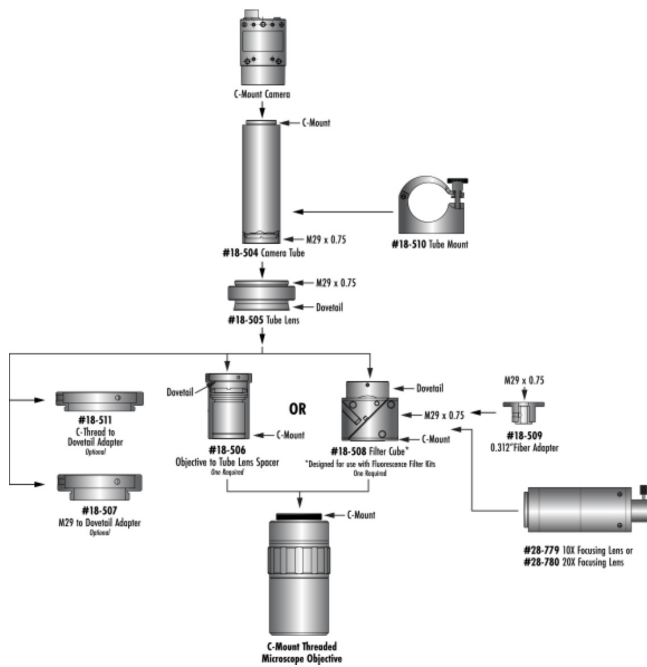 C-Mount Camera
C-Mount
M29 x 0.75
#18-504 Camera Tube
#18-510 Tube Mount
M29 x 0.75
Dovetail
#18-505 Tube Lens
Dovetail
C-Mount
#18-506
Objective to Tube Lens Spacer
One Required
OR
Dovetail
M29 x 0.75
C-Mount
#18-508 Filter Cube*
*Designed for use with Fluorescence Filter Kits
One Required
M29 x 0.75
#18-509
0.312"Fiber Adapter
#18-511
C-Thread to
Dovetail Adapter
Optional
#18-507
M29 to Dovetail Adapter
Optional
#28-779 10X Focusing Lens or
#28-780 20X Focusing Lens
C-Mount
C-Mount Threaded
Microscope Objective